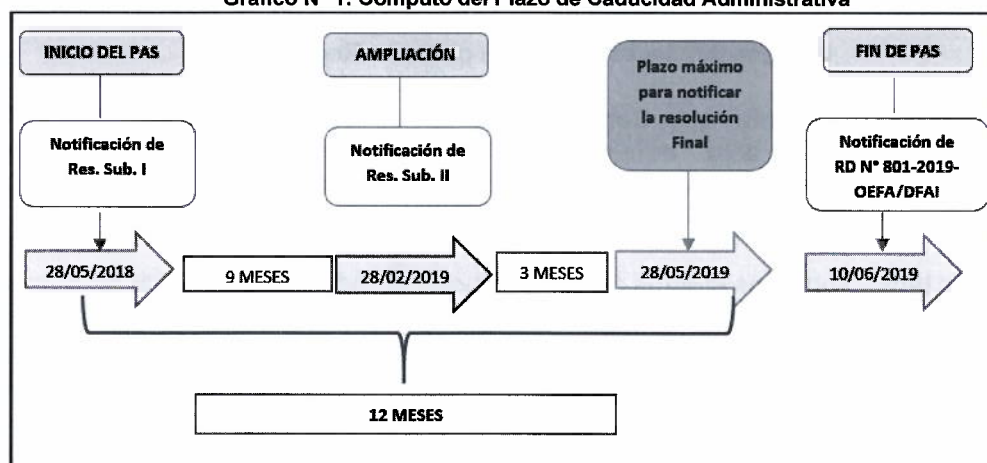 Gráfico N° 1: Cómputo del Plazo de Caducidad Administrativa
INICIO DEL PAS
AMPLIACIÓN
Plazo máximo
para notificar
la resolución
Final
FIN DE PAS
Notificación de
Res. Sub. I
Notificación de
Res. Sub. II
Notificación de
RD N° 801-2019-
OEFA/DFAI
28/05/2018
9 MESES
28/02/2019
3 MESES
28/05/2019
10/06/2019
12 MESES